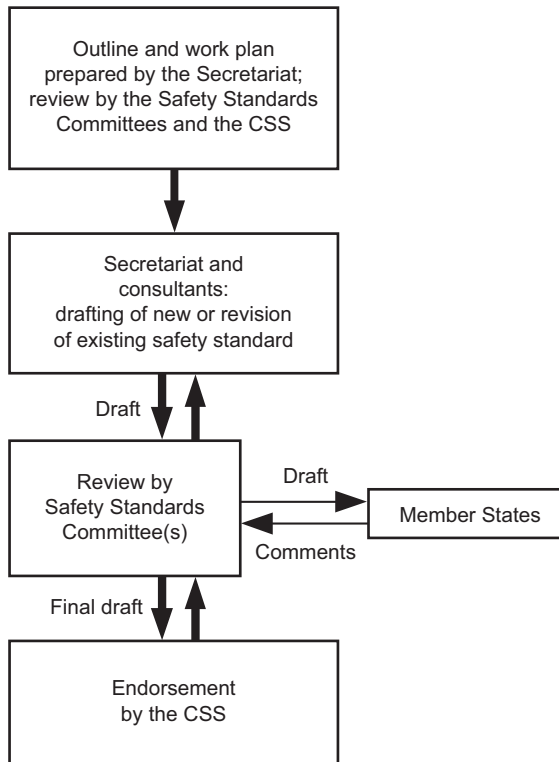 Outline and work plan
prepared by the Secretariat;
review by the Safety Standards
Committees and the CSS
Secretariat and
consultants:
drafting of new or revision
of existing safety standard
Draft
Review by
Safety Standards
Committee(s)
Draft
Member States
Comments
Final draft
Endorsement
by the CSS